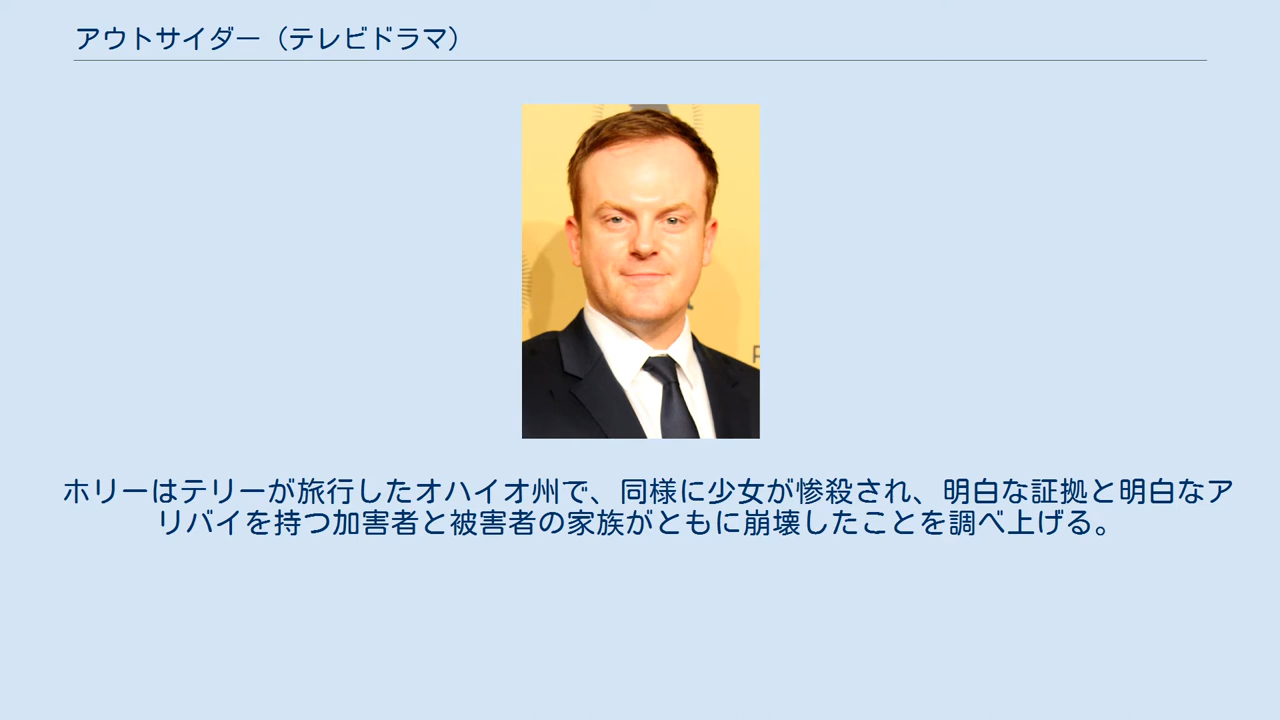 アウトサイダー（テレビドラマ）
ホリーはテリーが旅行したオハイオ州で、同様に少女が惨殺され、明白な証拠と明白なア
リバイを持つ加害者と被害者の家族がともに崩壊したことを調べ上げる。